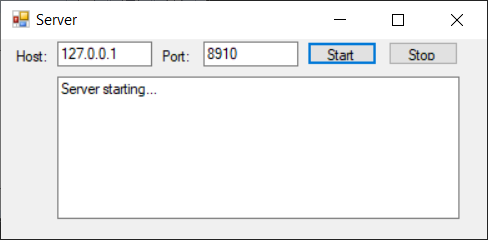 Server
Host: 127.0.0.1 Port: 8910 Start Stop
Server starting...